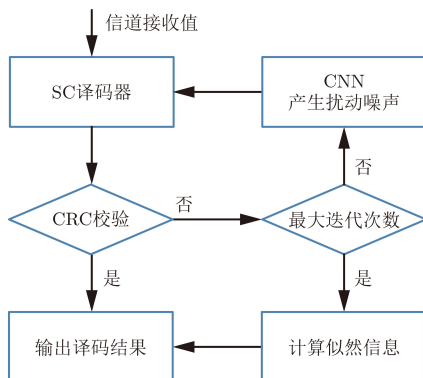 信道接收值
SC译码器
CNN
产生扰动噪声
否
CRC校验
否
最大迭代次数
是
是
输出译码结果
计算似然信息